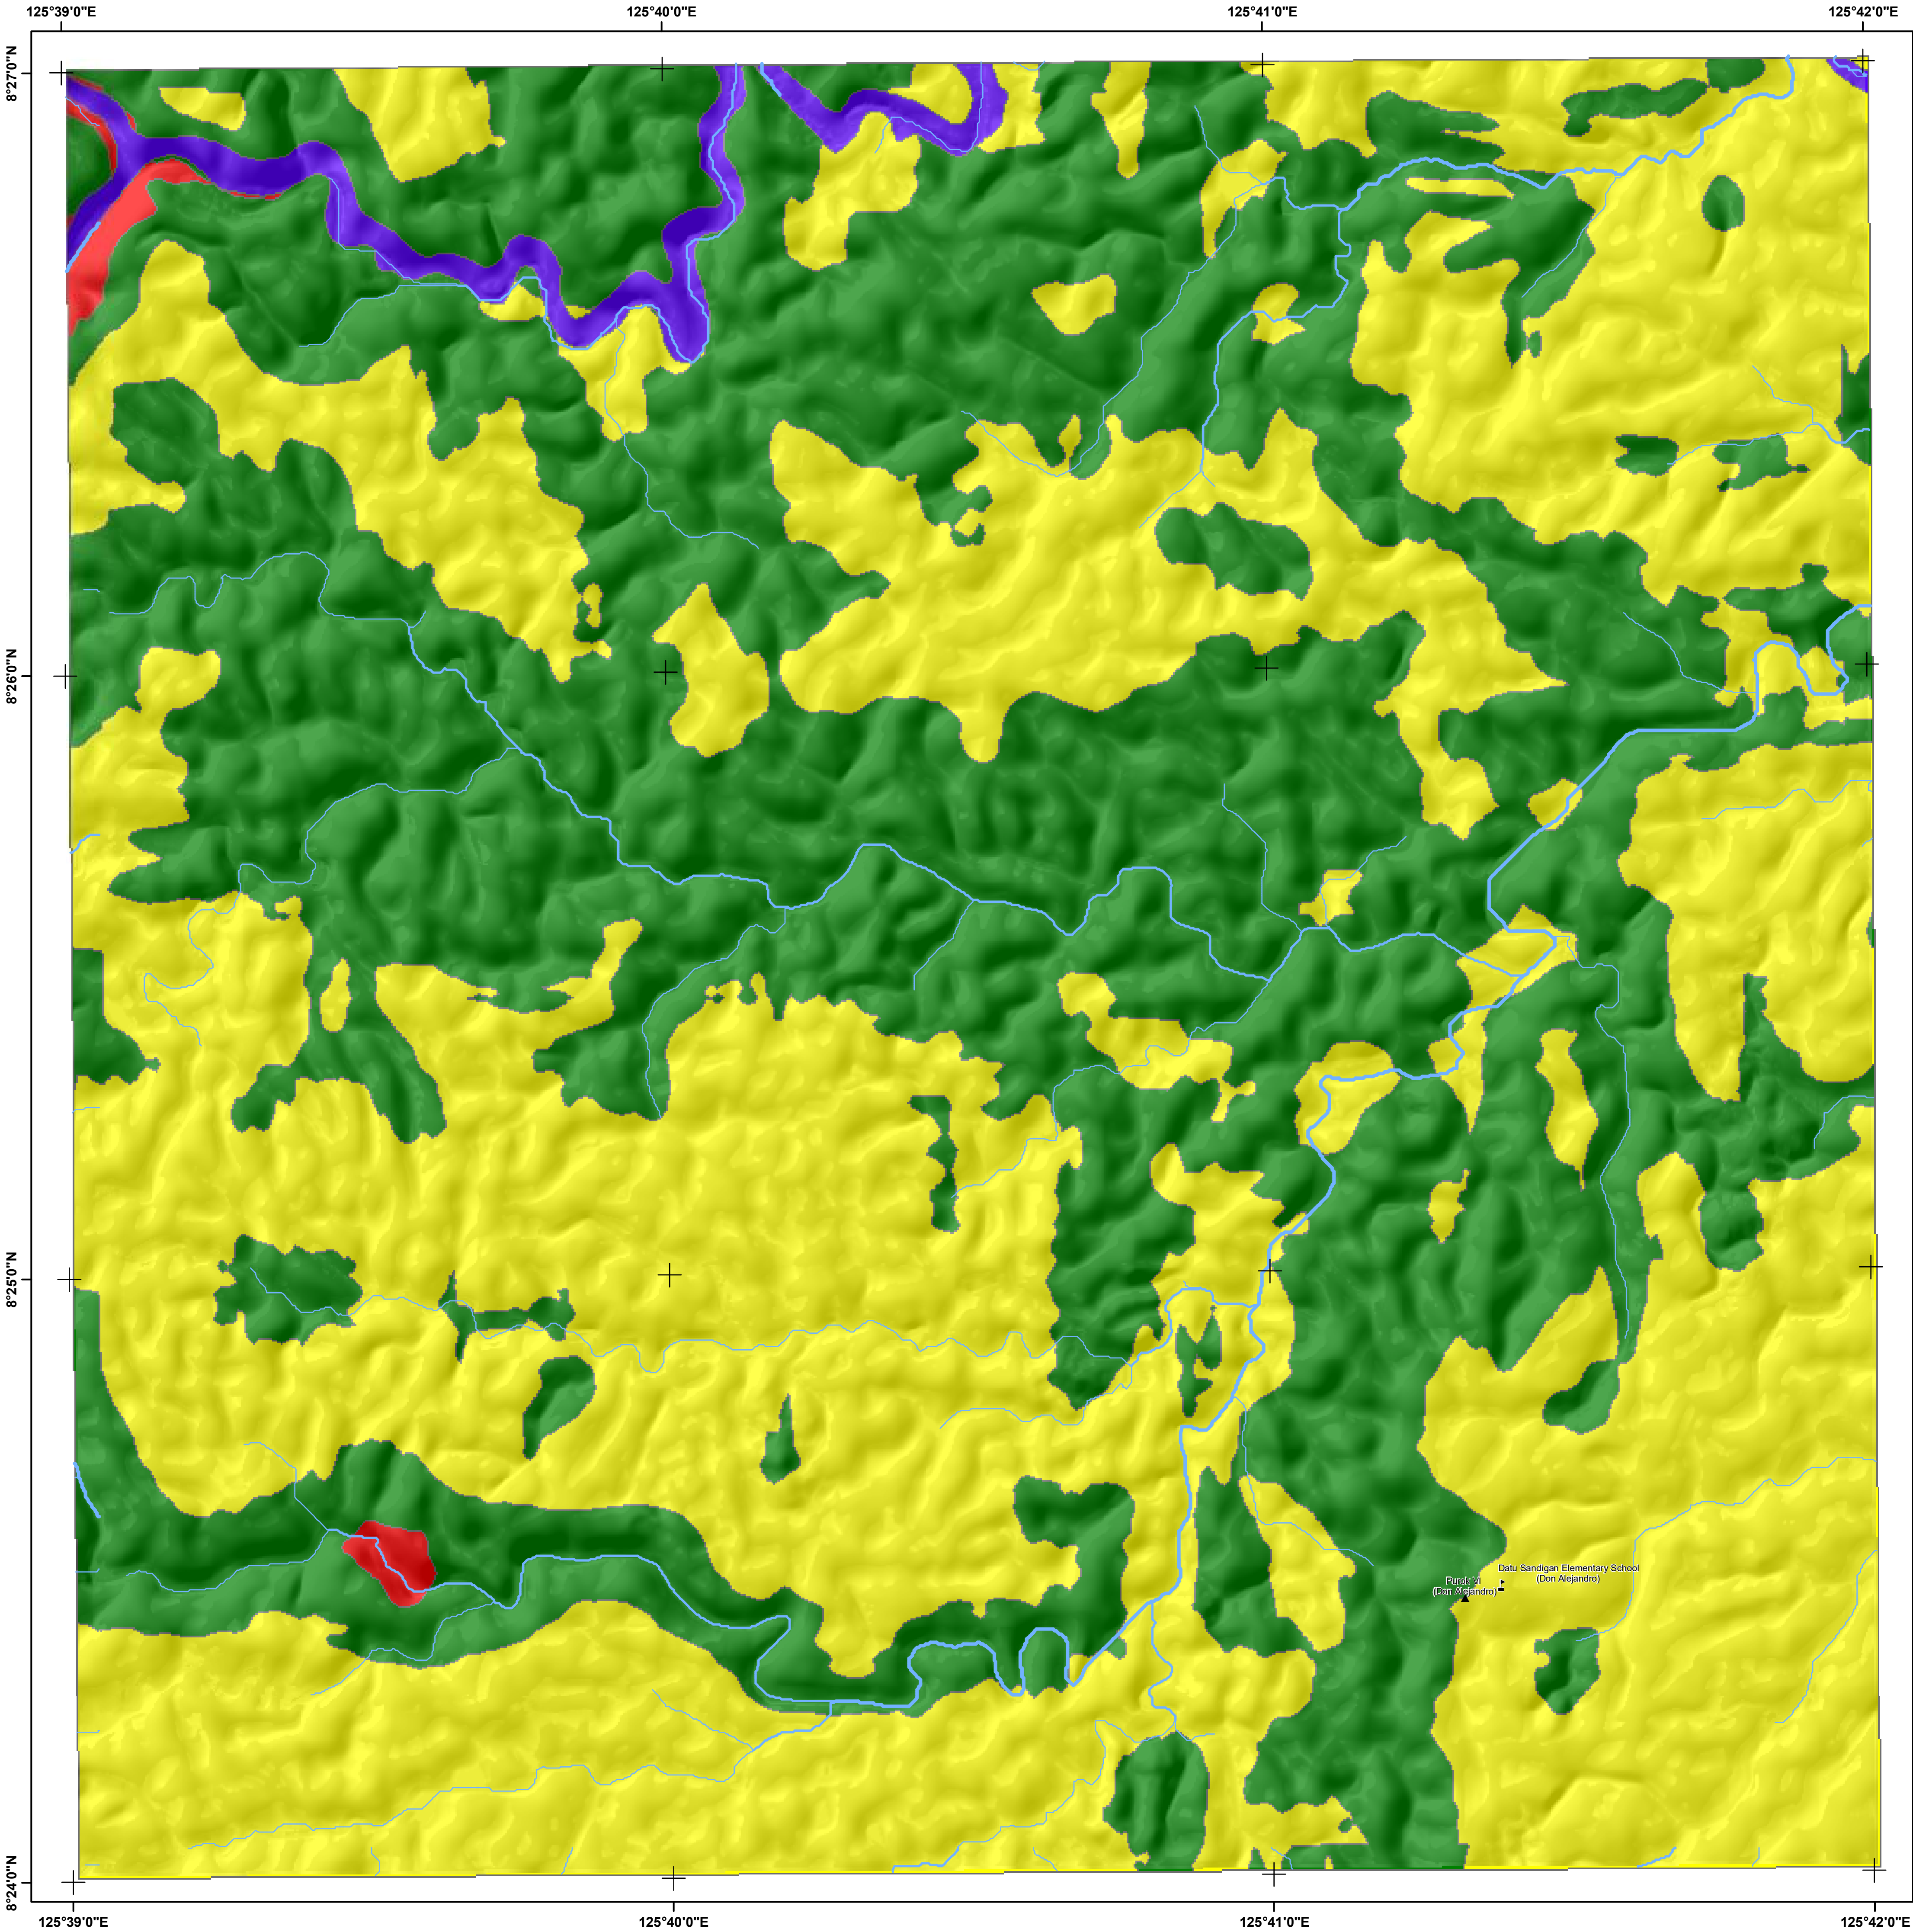 125°39'0"E 125°40'0"E 125°41'0"E 125°42'0"E
8°27'0"N
8°26'0"N
8°25'0"N
Datu Sandigan Elementary School
(Don Alejandro)
Purok VI
(Don Alejandro)
8°24'0"N
125°39'0"E 125°40'0"E 125°41'0"E 125°42'0"E